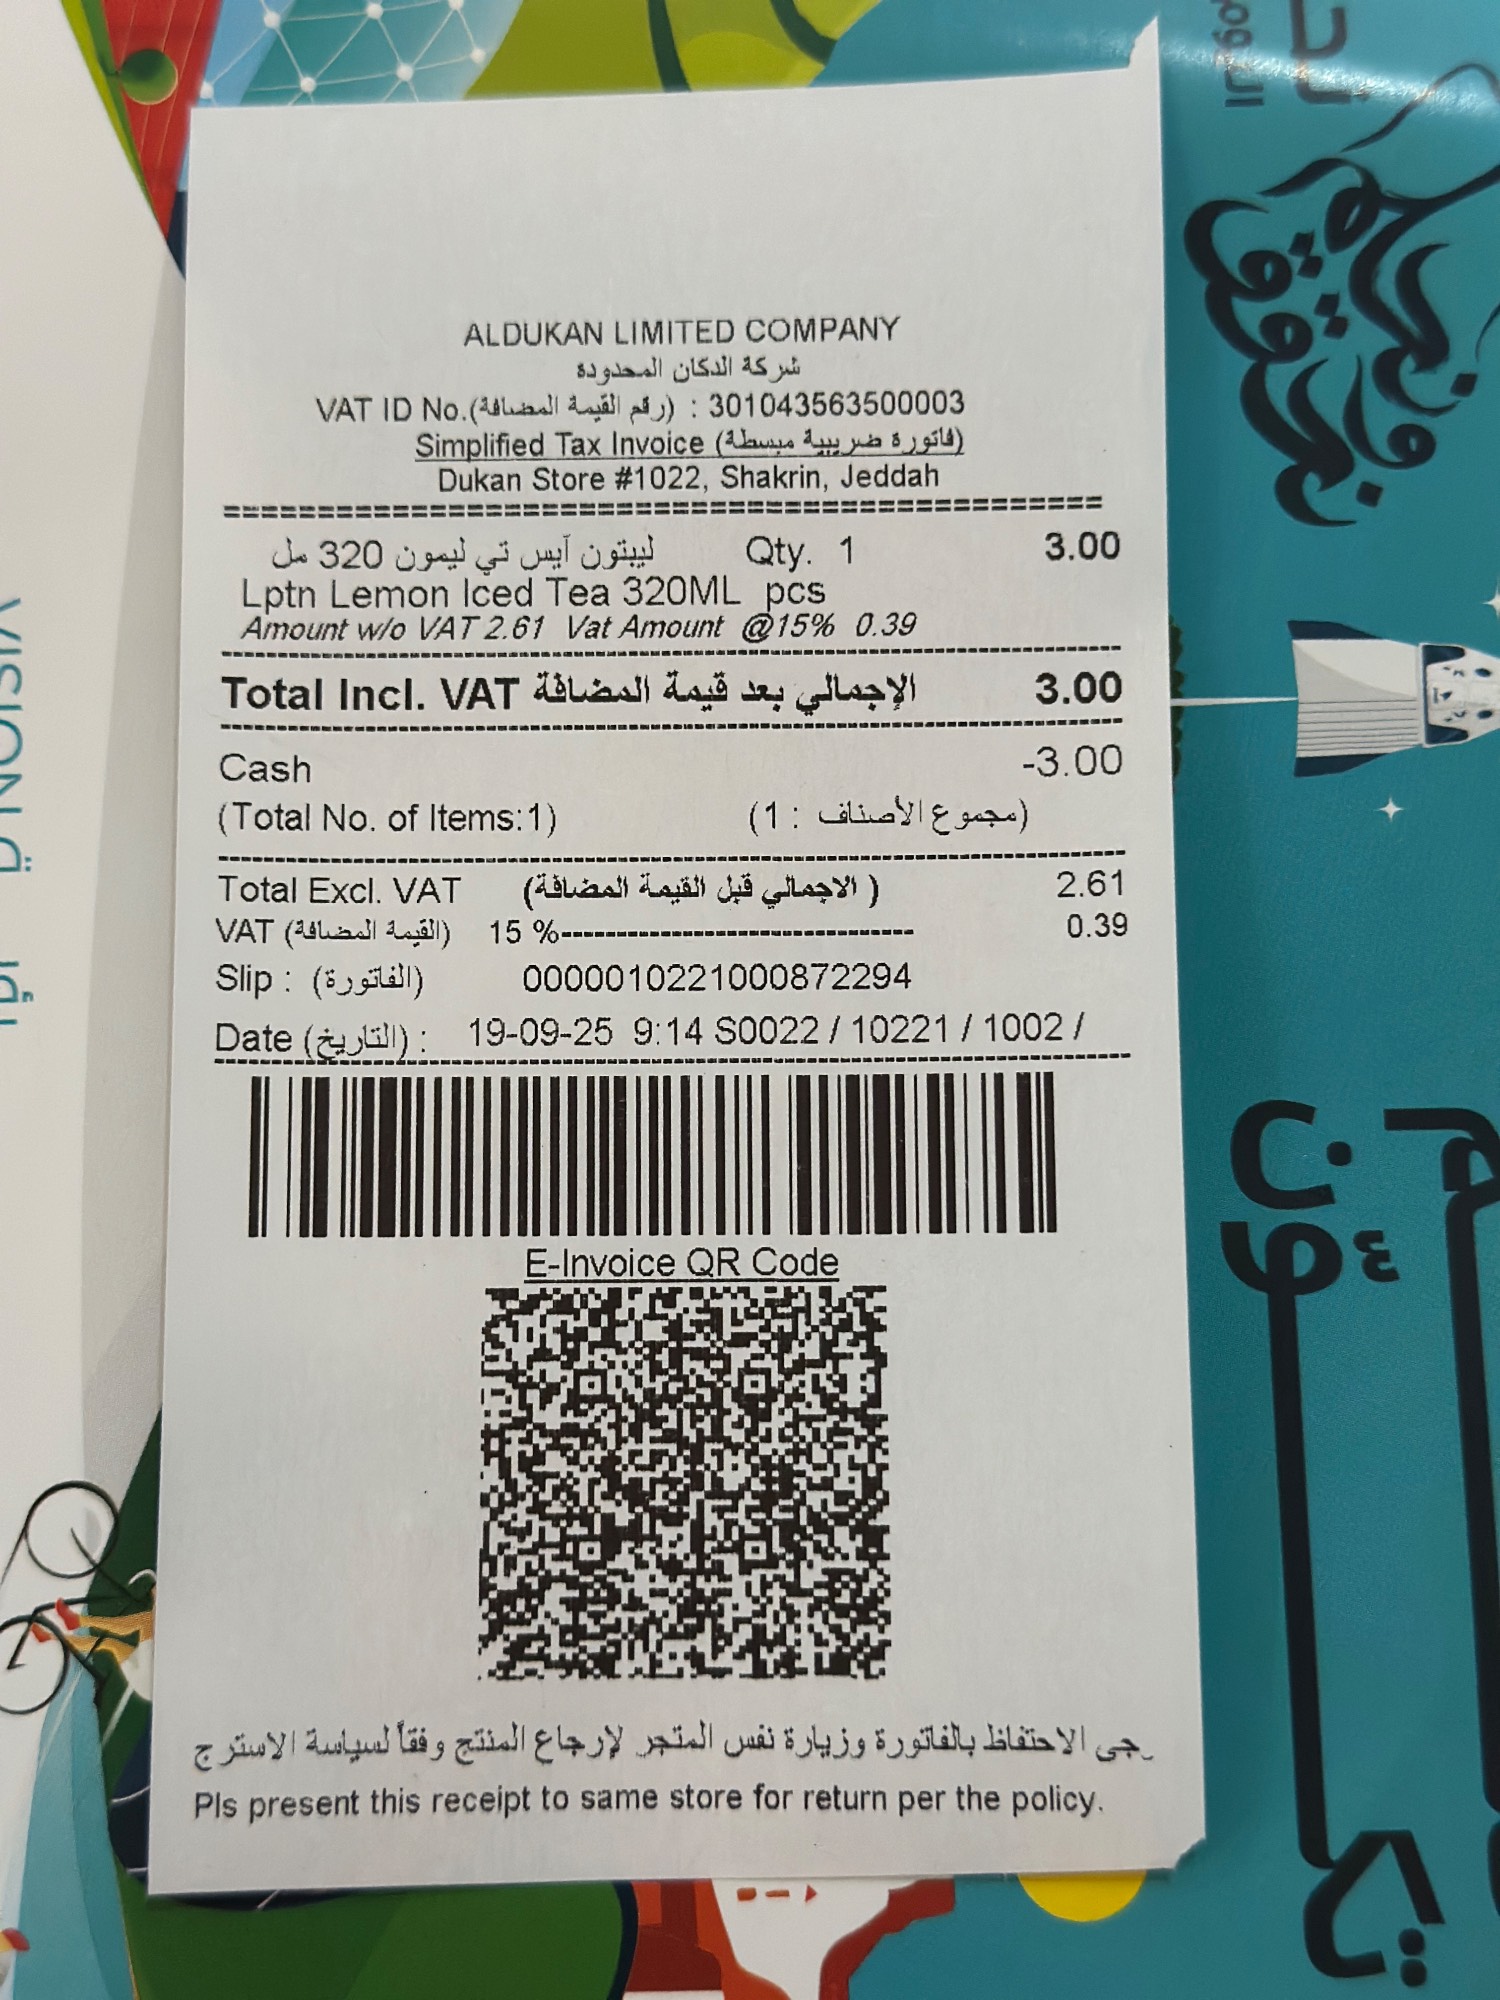 ALDUKAN LIMITED COMPANY
شركة الدكان المحدودة
VAT ID No.(رقم القيمة المضافة) : 301043563500003
Simplified Tax Invoice (فاتورة ضريبية مبسطة)
Dukan Store #1022, Shakrin, Jeddah
ليبتون آيس تي ليمون 320 مل Qty. 1 3.00
Lptn Lemon Iced Tea 320ML pcs
Amount w/o VAT 2.61 Vat Amount @15% 0.39
Total Incl. VAT الإجمالي بعد قيمة المضافة 3.00
Cash -3.00
(Total No. of Items:1) (مجموع الأصناف : 1)
Total Excl. VAT (الاجمالي قبل القيمة المضافة ) 2.61
VAT (القيمة المضافة) 15 %-------------------------------- 0.39
Slip : (الفاتورة) 0000010221000872294
Date (التاريخ) : 19-09-25 9:14 S0022 / 10221 / 1002 /
E-Invoice QR Code
رجى الاحتفاظ بالفاتورة وزيارة نفس المتجر لإرجاع المنتج وفقاً لسياسة الاسترج
Pls present this receipt to same store for return per the policy.
VISION رؤية
نحلم ونحقق